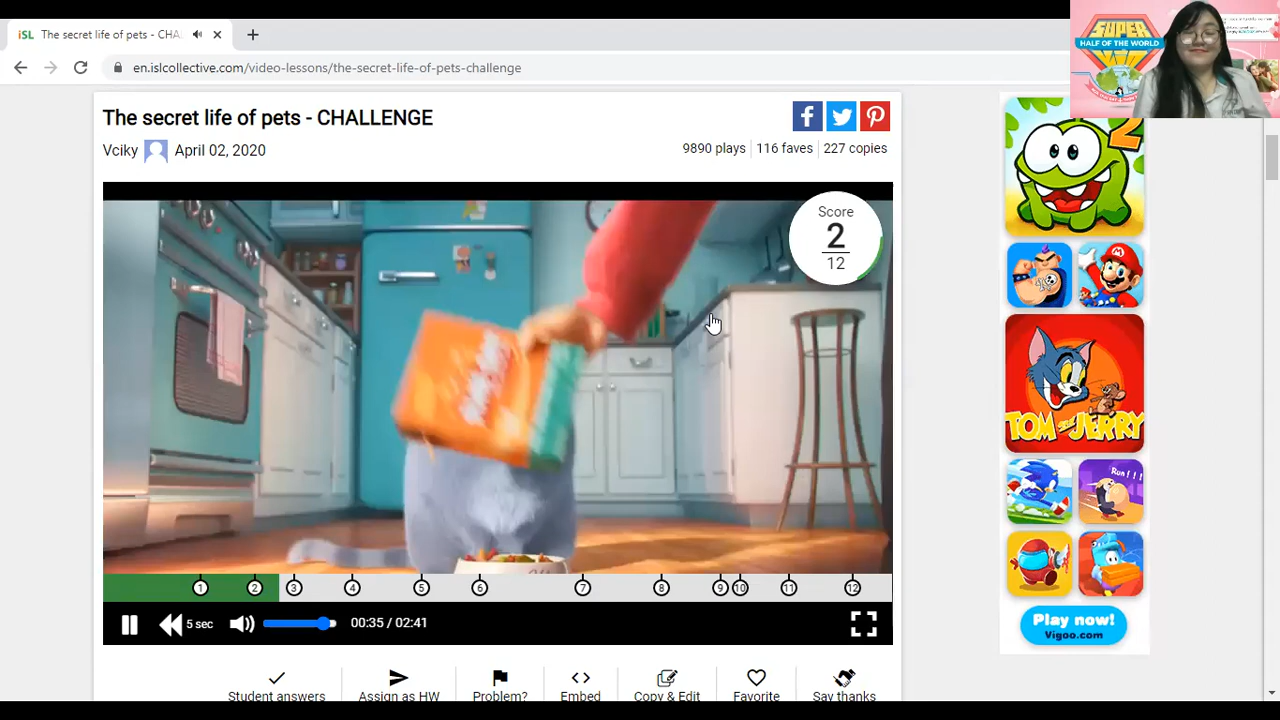 iSL The secret life of pets - CHA
en.islcollective.com/video-lessons/the-secret-life-of-pets-challenge
SUPER
HALF OF THE WORLD
The secret life of pets - CHALLENGE
Vciky April 02, 2020
9890 plays 116 faves 227 copies
Score
2
12
2
TOM AND JERRY
Run!!!
1 2 3 4 5 6 7 8 9 10 11 12
5 sec 00:35 / 02:41
Play now!
Vigoo.com
Student answers Assign as HW Problem? Embed Copy & Edit Favorite Say thanks